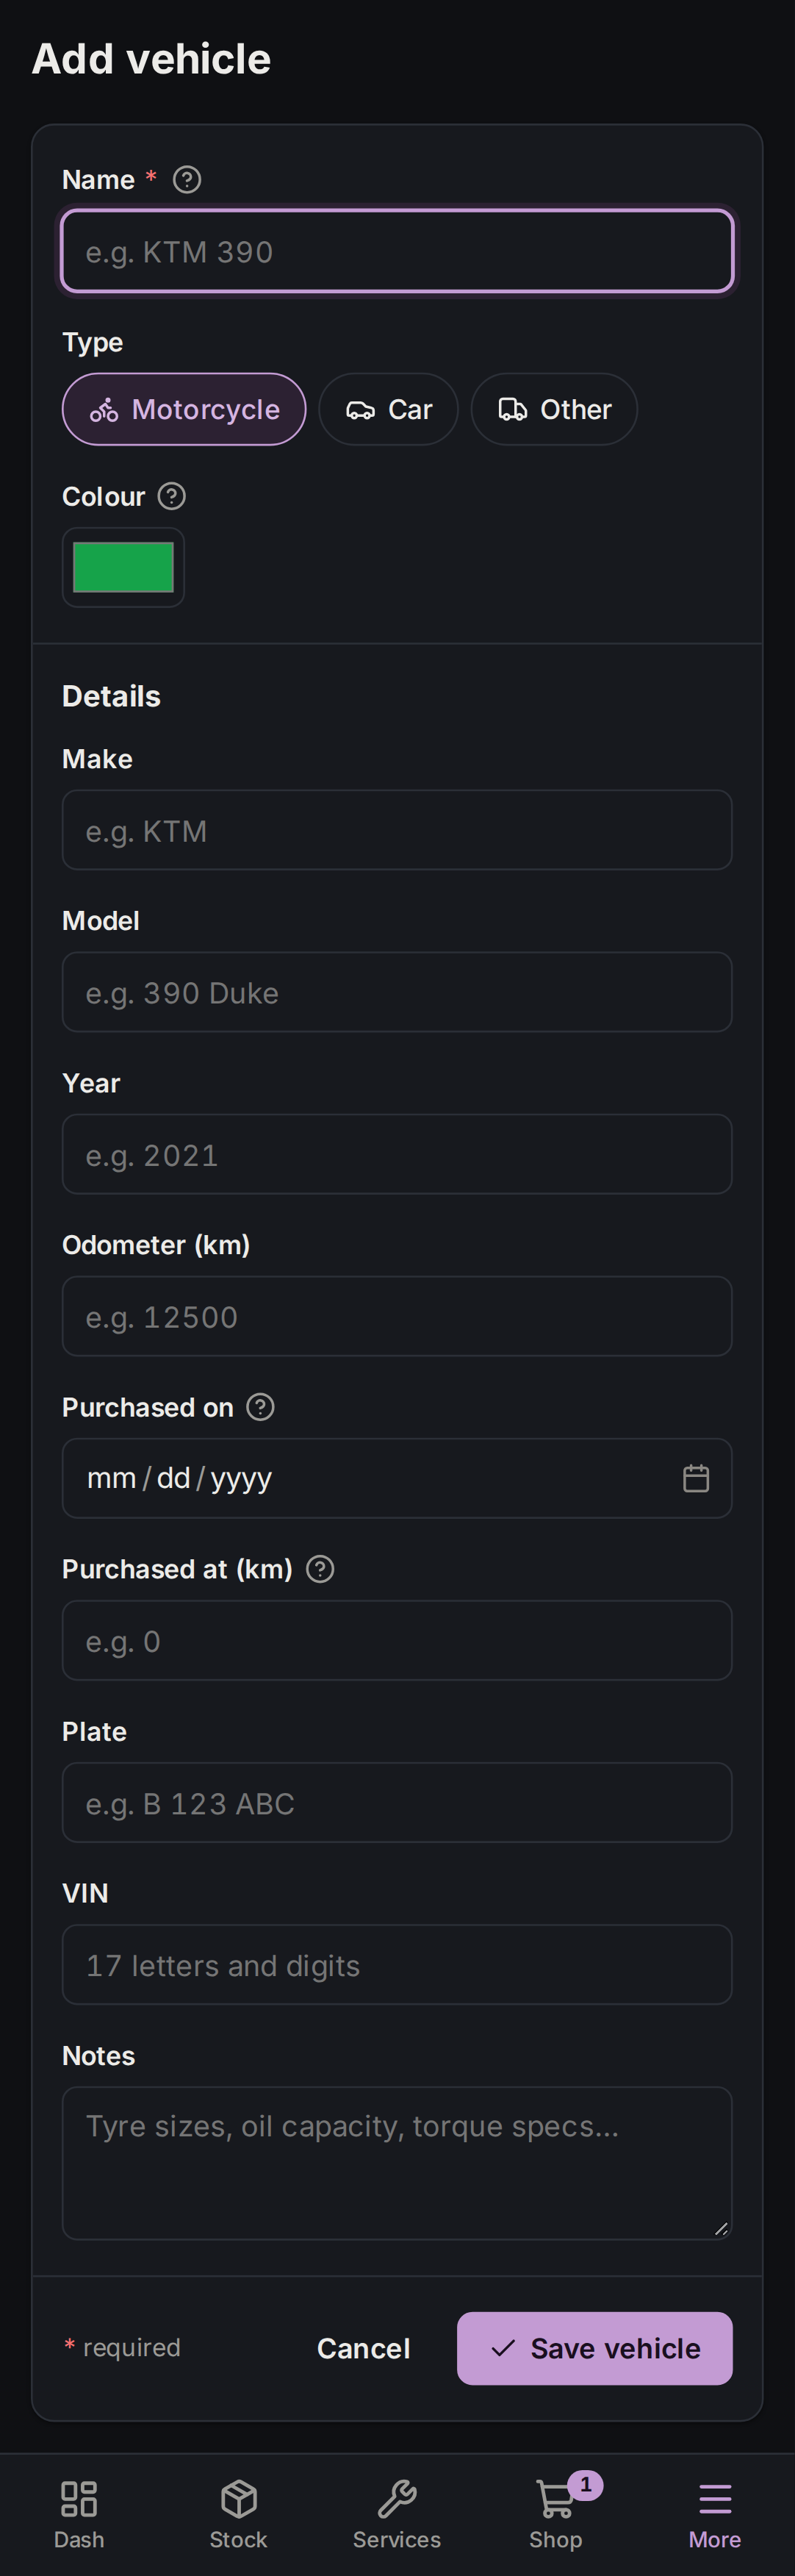 Add vehicle
Name *
e.g. KTM 390
Type
Motorcycle Car Other
Colour
Details
Make
e.g. KTM
Model
e.g. 390 Duke
Year
e.g. 2021
Odometer (km)
e.g. 12500
Purchased on
mm/dd/yyyy
Purchased at (km)
e.g. 0
Plate
e.g. B 123 ABC
VIN
17 letters and digits
Notes
Tyre sizes, oil capacity, torque specs...
* required Cancel Save vehicle
1
Dash Stock Services Shop More